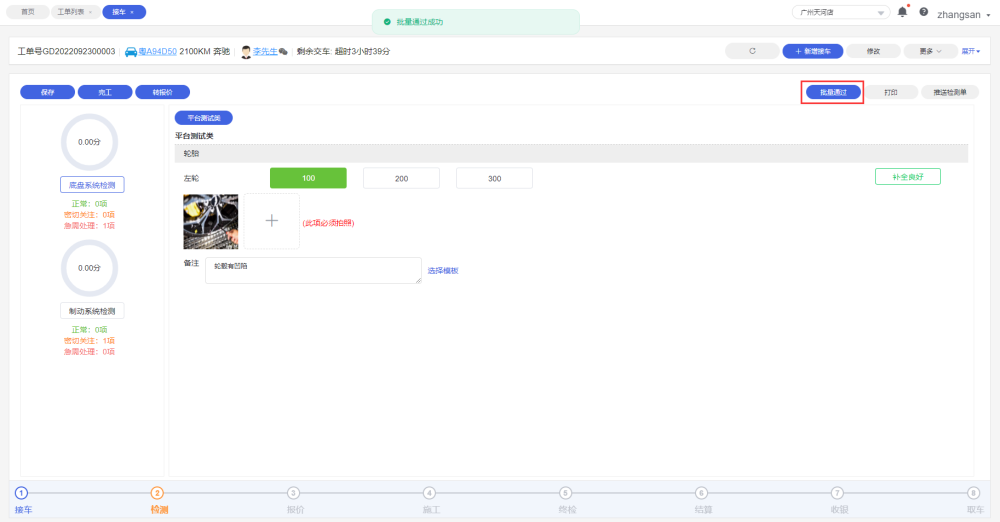 首页 工单列表 × 接车 × 批量通过成功 广州天河店 zhangsan
工单号GD2022092300003 粤A94D50 2100KM 奔驰 李先生 剩余交车: 超时3小时39分 + 新增接车 修改 更多 展开
保存 完工 转报价 批量通过 打印 推送检测单
平台测试类
平台测试类
轮胎
左轮 100 200 300 补全良好
(此项必须拍照)
备注 轮毂有凹陷 选择模板
0.00分
底盘系统检测
正常: 0项
密切关注: 0项
急需处理: 1项
0.00分
制动系统检测
正常: 0项
密切关注: 1项
急需处理: 0项
1 2 3 4 5 6 7 8
接车 检测 报价 施工 终检 结算 收银 取车